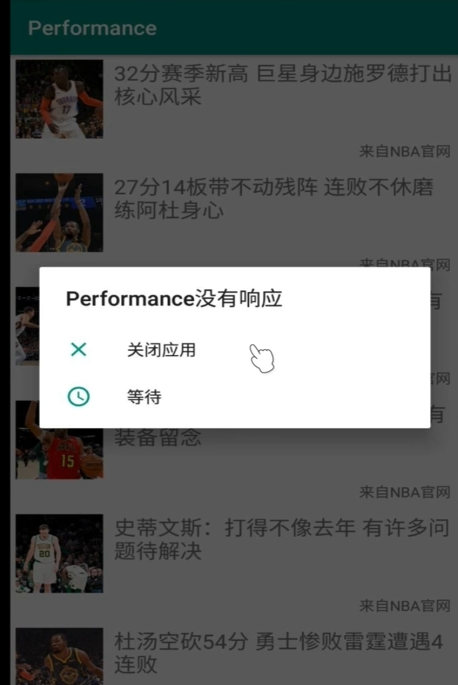 Performance
32分赛季新高 巨星身边施罗德打出
核心风采
来自NBA官网
27分14板带不动残阵 连败不休磨
练阿杜身心
来自NBA官网
有
Performance没有响应
关闭应用
等待
官网
有
装备留念
15
来自NBA官网
史蒂文斯：打得不像去年 有许多问
题待解决
20
来自NBA官网
杜汤空砍54分 勇士惨败雷霆遭遇4
连败